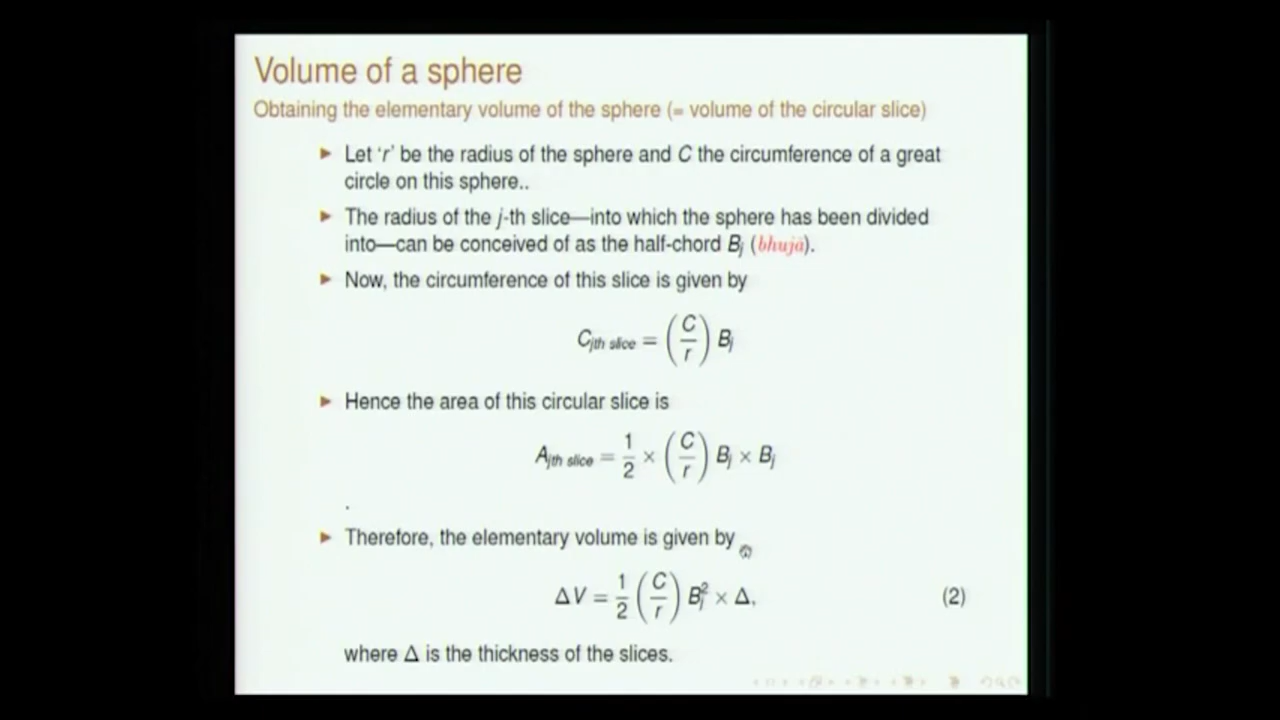 Volume of a sphere
Obtaining the elementary volume of the sphere (= volume of the circular slice)
► Let ‘r’ be the radius of the sphere and C the circumference of a great
circle on this sphere..
► The radius of the j-th slice—into which the sphere has been divided
into—can be conceived of as the half-chord B_j (bhujā).
► Now, the circumference of this slice is given by
C_{jth slice} = (C/r) B_j
► Hence the area of this circular slice is
A_{jth slice} = 1/2 × (C/r) B_j × B_j
.
► Therefore, the elementary volume is given by
ΔV = 1/2 (C/r) B_j^2 × Δ, (2)
where Δ is the thickness of the slices.